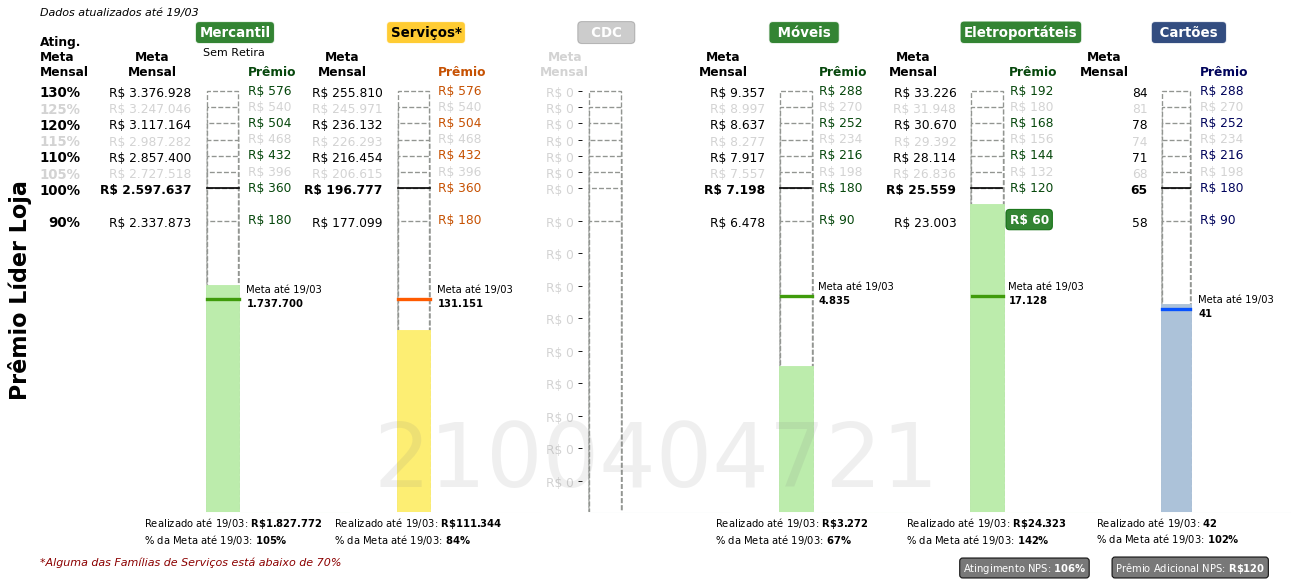 Dados atualizados até 19/03
Mercantil Serviços* CDC Móveis Eletroportáteis Cartões
Sem Retira
Ating. Meta Mensal
Meta Mensal Prêmio Meta Mensal Prêmio Meta Mensal Meta Mensal Prêmio Meta Mensal Prêmio Meta Mensal Prêmio
130% R$ 3.376.928 R$ 576 R$ 255.810 R$ 576 R$ 0 R$ 9.357 R$ 288 R$ 33.226 R$ 192 84 R$ 288
125% R$ 3.247.046 R$ 540 R$ 245.971 R$ 540 R$ 0 R$ 8.997 R$ 270 R$ 31.948 R$ 180 81 R$ 270
120% R$ 3.117.164 R$ 504 R$ 236.132 R$ 504 R$ 0 R$ 8.637 R$ 252 R$ 30.670 R$ 168 78 R$ 252
115% R$ 2.987.282 R$ 468 R$ 226.293 R$ 468 R$ 0 R$ 8.277 R$ 234 R$ 29.392 R$ 156 74 R$ 234
110% R$ 2.857.400 R$ 432 R$ 216.454 R$ 432 R$ 0 R$ 7.917 R$ 216 R$ 28.114 R$ 144 71 R$ 216
105% R$ 2.727.518 R$ 396 R$ 206.615 R$ 396 R$ 0 R$ 7.557 R$ 198 R$ 26.836 R$ 132 68 R$ 198
100% R$ 2.597.637 R$ 360 R$ 196.777 R$ 360 R$ 0 R$ 7.198 R$ 180 R$ 25.559 R$ 120 65 R$ 180
90% R$ 2.337.873 R$ 180 R$ 177.099 R$ 180 R$ 0 R$ 6.478 R$ 90 R$ 23.003 R$ 60 58 R$ 90
R$ 0
R$ 0
R$ 0
R$ 0
R$ 0
R$ 0
R$ 0
R$ 0
Prêmio Líder Loja
Meta até 19/03 Meta até 19/03 Meta até 19/03 Meta até 19/03 Meta até 19/03
1.737.700 131.151 4.835 17.128 41
2100404721
Realizado até 19/03: R$1.827.772 Realizado até 19/03: R$111.344 Realizado até 19/03: R$3.272 Realizado até 19/03: R$24.323 Realizado até 19/03: 42
% da Meta até 19/03: 105% % da Meta até 19/03: 84% % da Meta até 19/03: 67% % da Meta até 19/03: 142% % da Meta até 19/03: 102%
*Alguma das Famílias de Serviços está abaixo de 70%
Atingimento NPS: 106% Prêmio Adicional NPS: R$120